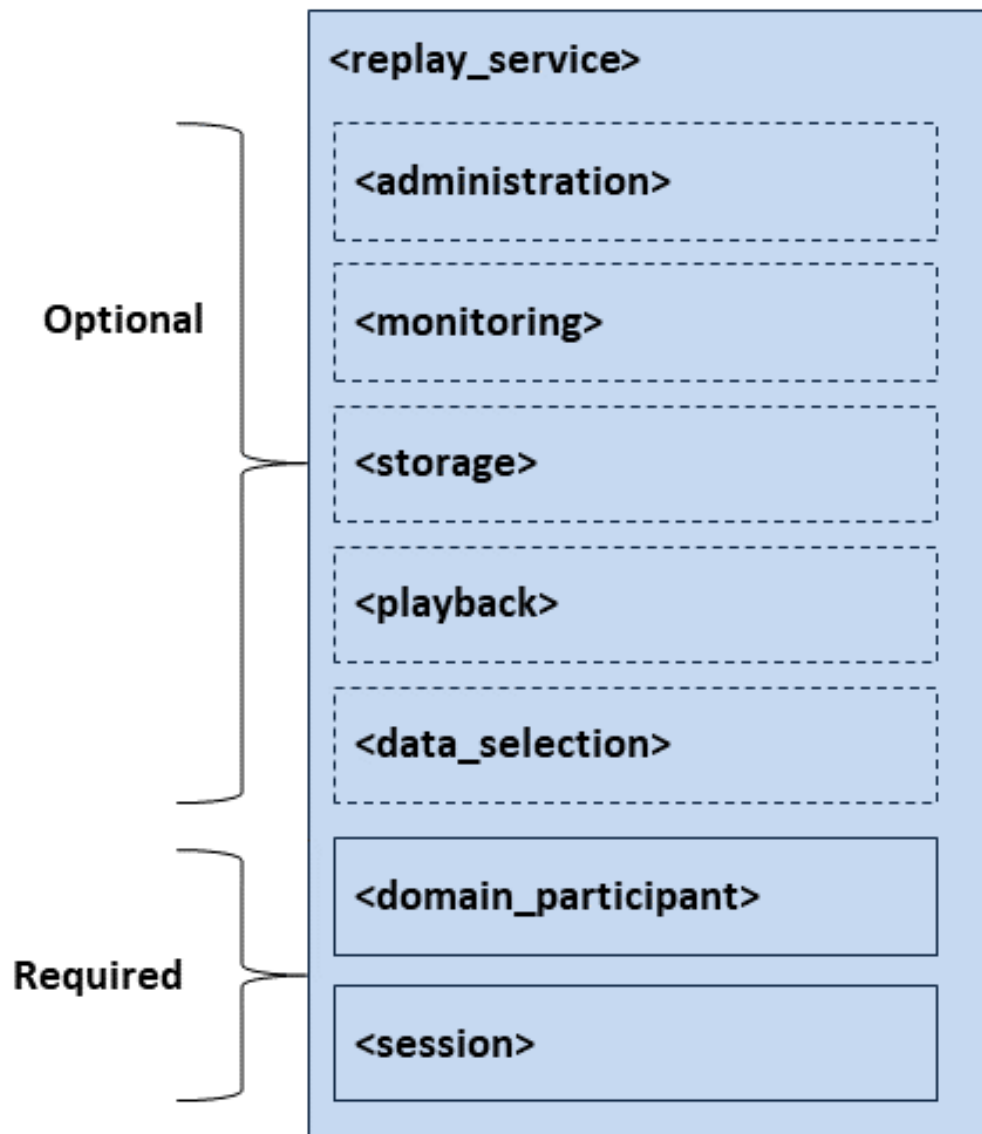 <replay_service>
<administration>
Optional
<monitoring>
<storage>
<playback>
<data_selection>
<domain_participant>
Required
<session>